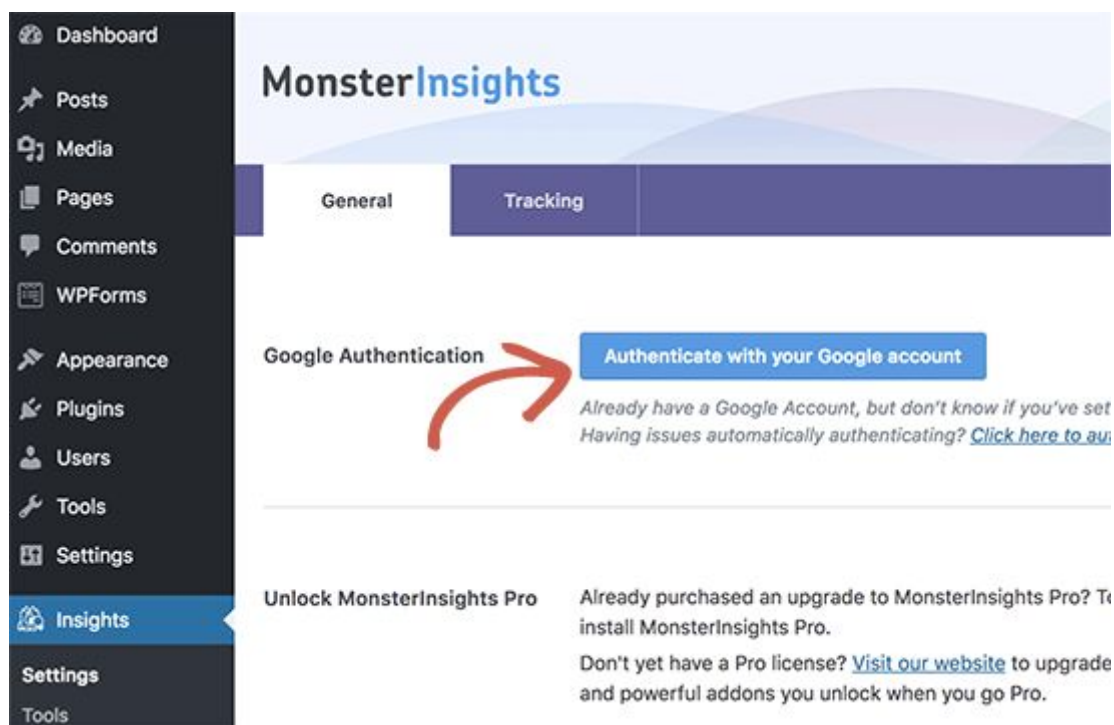 Dashboard
Posts
Media
Pages
Comments
WPForms
Appearance
Plugins
Users
Tools
Settings
Insights
Settings
Tools
MonsterInsights
General
Tracking
Google Authentication
Authenticate with your Google account
Already have a Google Account, but don't know if you've set
Having issues automatically authenticating? Click here to
Unlock MonsterInsights Pro
Already purchased an upgrade to MonsterInsights Pro?
install MonsterInsights Pro.
Don't yet have a Pro license? Visit our website to upgrade
and powerful addons you unlock when you go Pro.